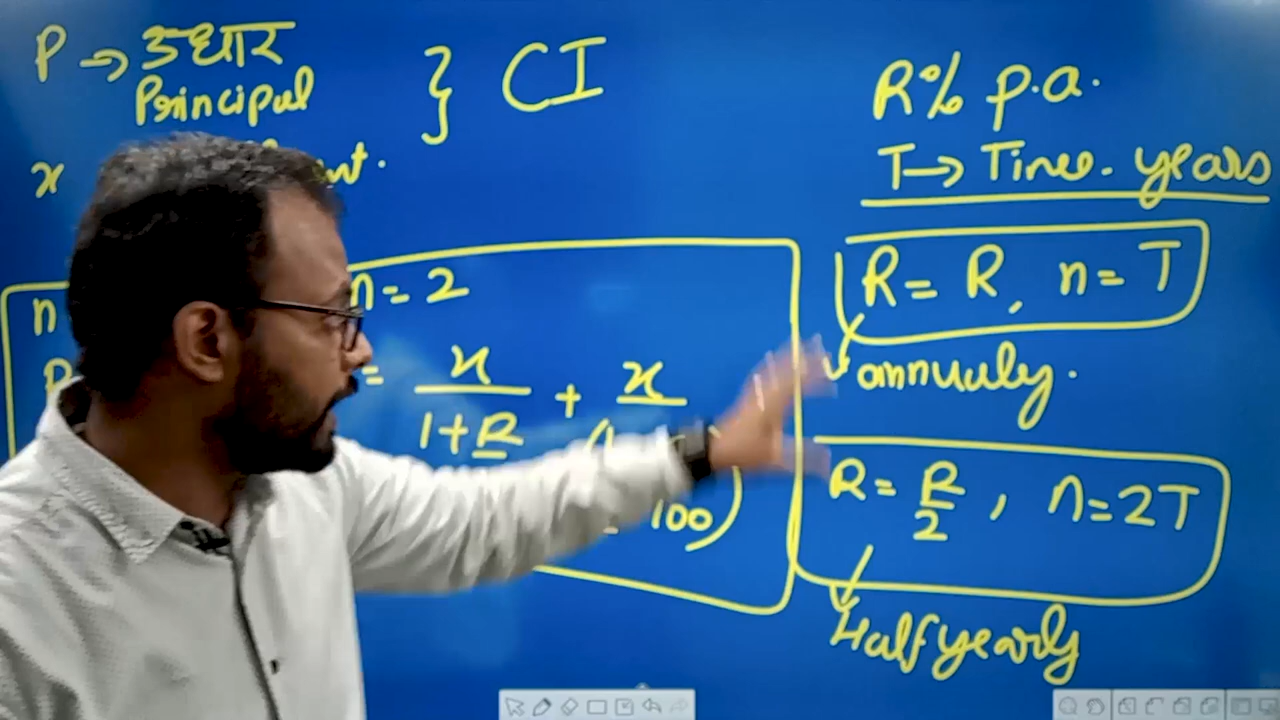 P → उधार
Principal
} CI
x
n
n = 2
= x/1+R + x/
100)
R% p.a.
T → Time. years
R = R, n = T
annualy.
R = R/2, n = 2T
Half yearly